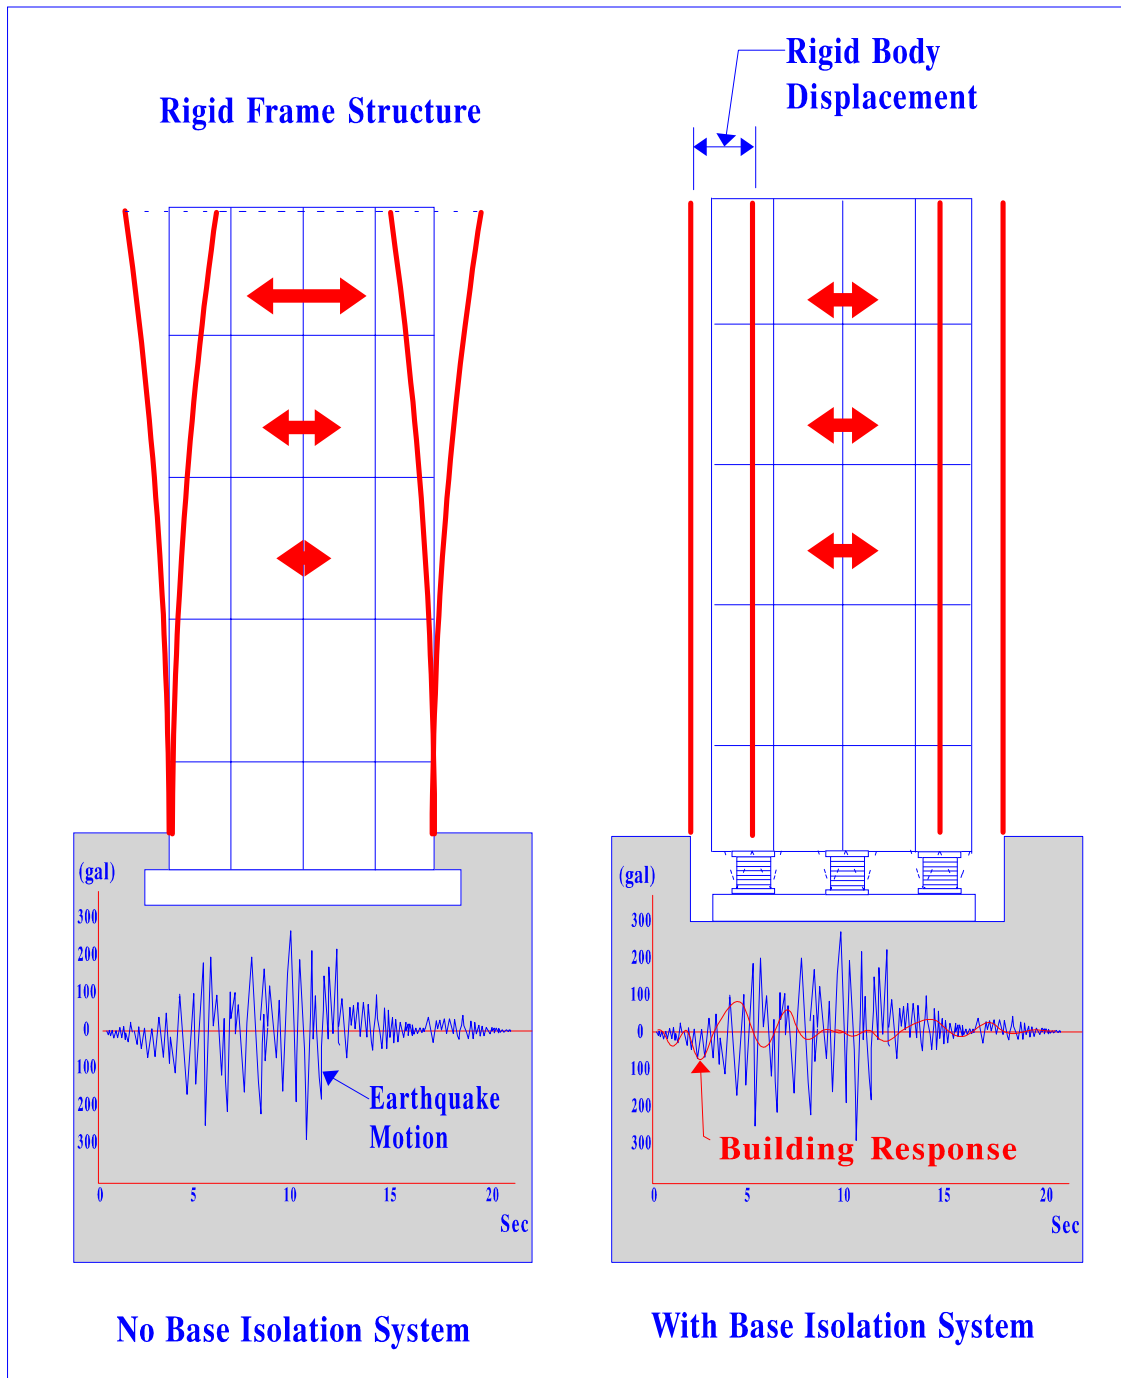 Rigid Body
Displacement
Rigid Frame Structure
(gal)
300
200
100
0
100
200
300
0 5 10 15 20
Sec
Earthquake
Motion
(gal)
300
200
100
0
100
200
300
0 5 10 15 20
Sec
Building Response
No Base Isolation System
With Base Isolation System